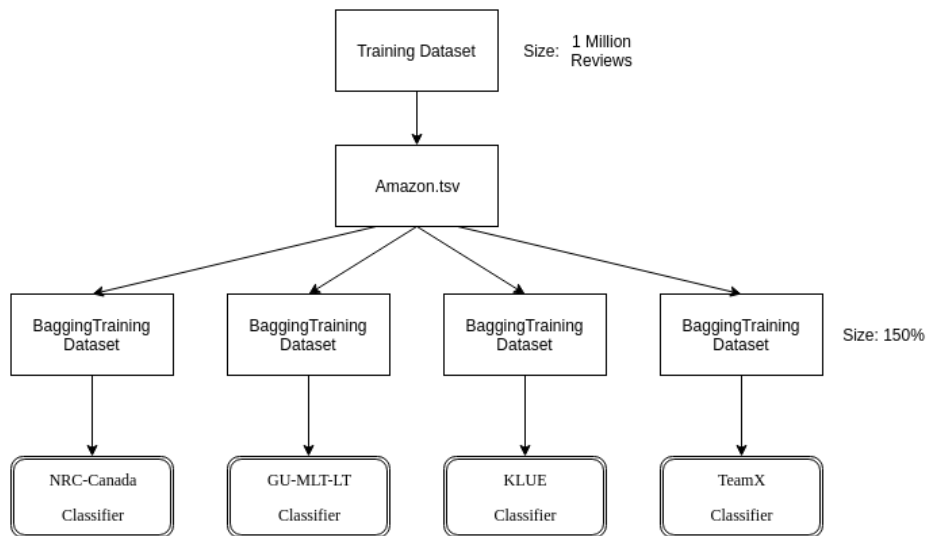 Training Dataset
Size: 1 Million
Reviews
Amazon.tsv
BaggingTraining
Dataset
BaggingTraining
Dataset
BaggingTraining
Dataset
BaggingTraining
Dataset
Size: 150%
NRC-Canada
Classifier
GU-MLT-LT
Classifier
KLUE
Classifier
TeamX
Classifier